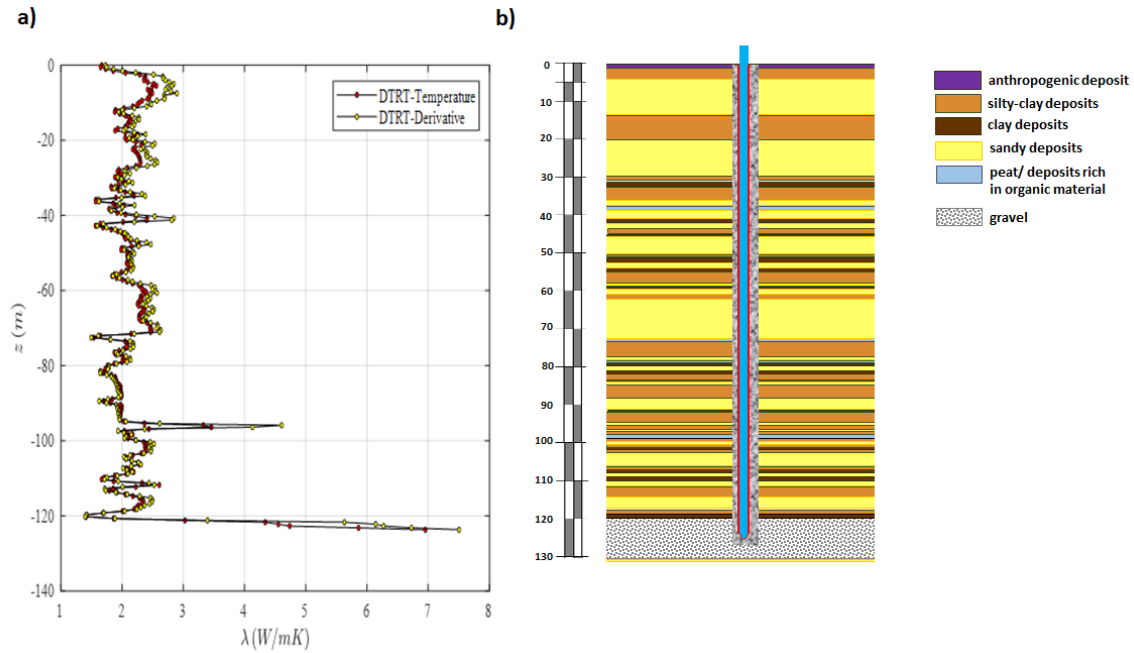 a)
b)
0
-20
-40
-60
-80
-100
-120
-140
z (m)
1 2 3 4 5 6 7 8
λ(W/mK)
DTRT-Temperature
DTRT-Derivative
0
10
20
30
40
50
60
70
80
90
100
110
120
130
anthropogenic deposit
silty-clay deposits
clay deposits
sandy deposits
peat/ deposits rich
in organic material
gravel